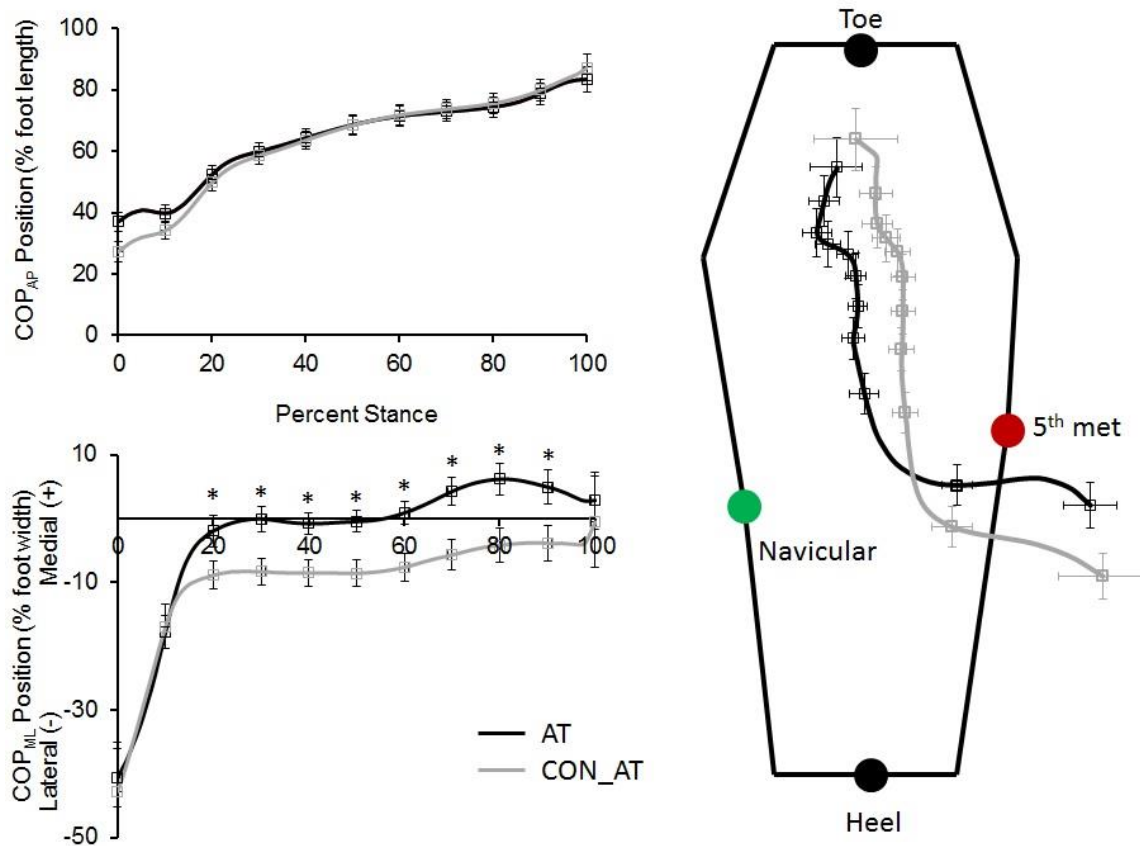 100
80
60
40
20
0
COP_AP Position (% foot length)
0 20 40 60 80 100
Percent Stance
10
* * * * * * * *
0 20 40 60 80 100
-10
-30
-50
COP_ML Position (% foot width)
Lateral (-) Medial (+)
AT
CON_AT
Toe
5th met
Navicular
Heel